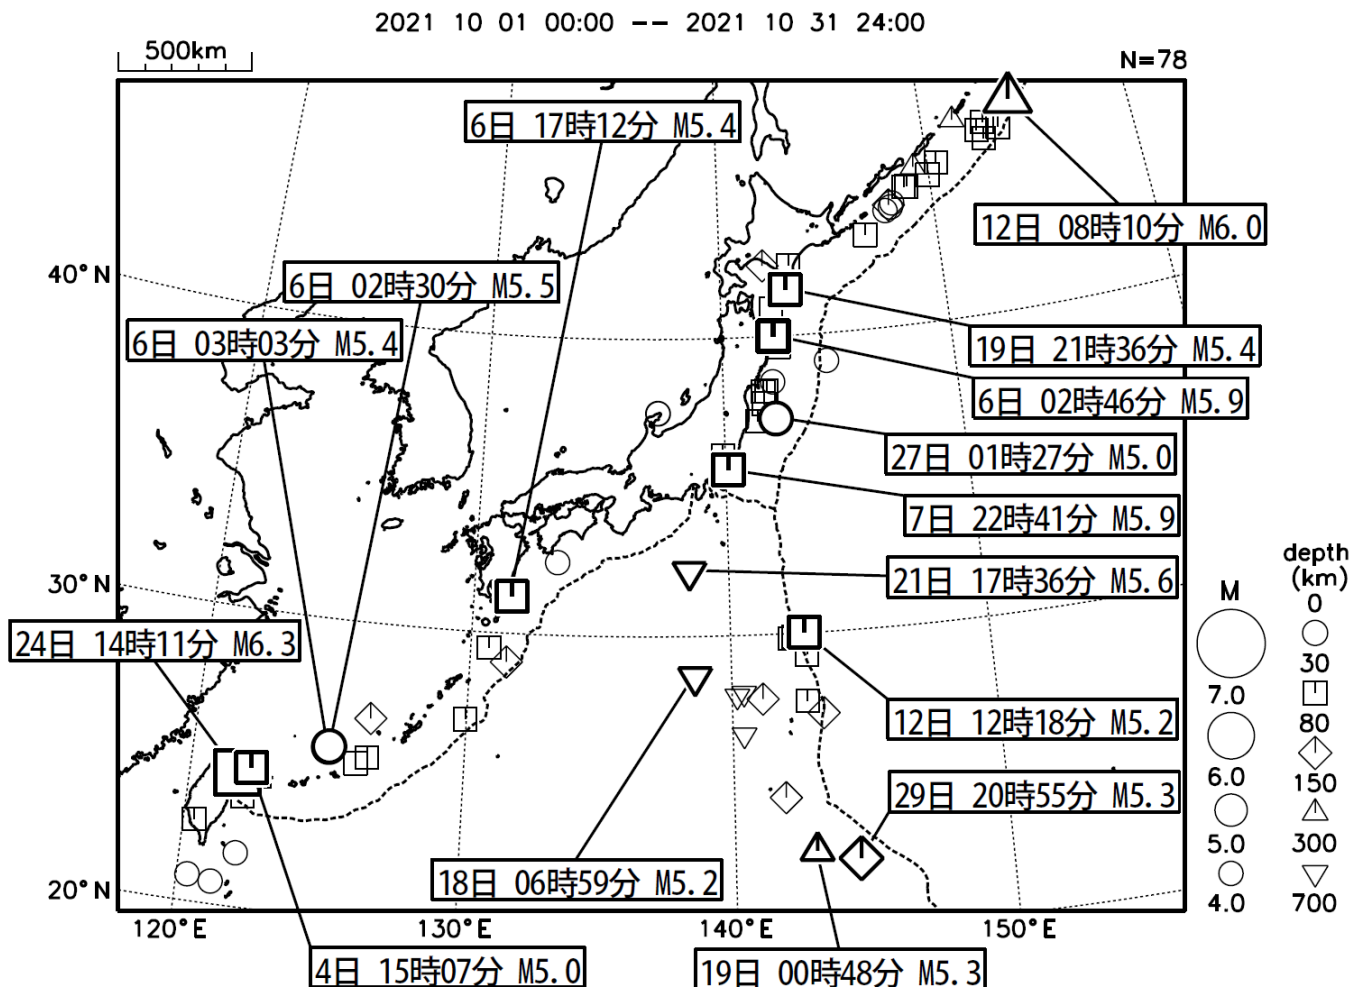 2021 10 01 00:00 -- 2021 10 31 24:00
500km
N=78
6日 17時12分 M5.4
12日 08時10分 M6.0
40°N
6日 02時30分 M5.5
6日 03時03分 M5.4
19日 21時36分 M5.4
6日 02時46分 M5.9
27日 01時27分 M5.0
7日 22時41分 M5.9
30°N
21日 17時36分 M5.6
24日 14時11分 M6.3
12日 12時18分 M5.2
29日 20時55分 M5.3
18日 06時59分 M5.2
20°N
120°E
130°E
140°E
150°E
4日 15時07分 M5.0
19日 00時48分 M5.3
M
7.0
6.0
5.0
4.0
depth
(km)
0
30
80
150
300
700